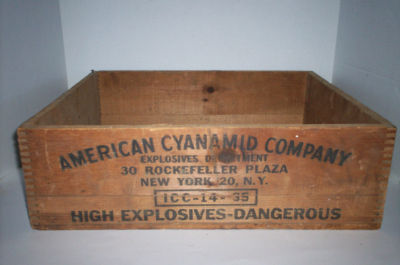 AMERICAN CYANAMID COMPANY
EXPLOSIVES DEPARTMENT
30 ROCKEFELLER PLAZA
NEW YORK 20, N.Y.
ICC-14-35
HIGH EXPLOSIVES-DANGEROUS